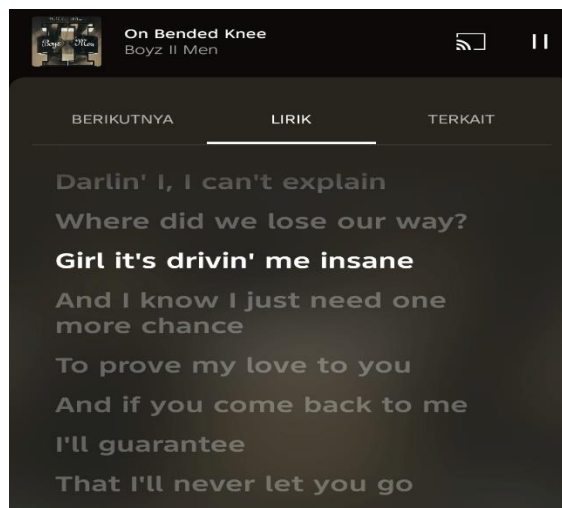 On Bended Knee
Boyz II Men
BERIKUTNYA
LIRIK
TERKAIT
Darlin' I, I can't explain
Where did we lose our way?
Girl it's drivin' me insane
And I know I just need one
more chance
To prove my love to you
And if you come back to me
I'll guarantee
That I'll never let you go